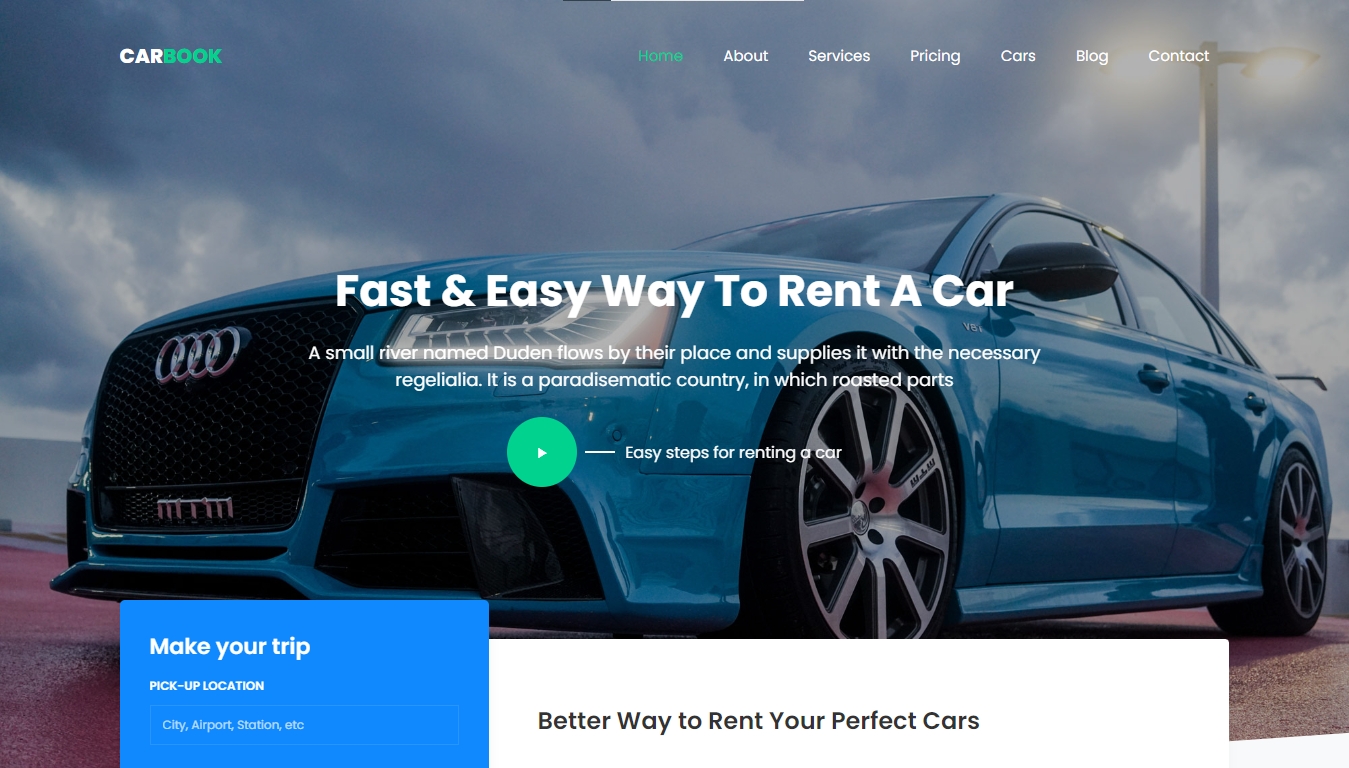 CARBOOK
Home About Services Pricing Cars Blog Contact
Fast & Easy Way To Rent A Car
A small river named Duden flows by their place and supplies it with the necessary
regelialia. It is a paradisematic country, in which roasted parts
Easy steps for renting a car
mtm
Make your trip
PICK-UP LOCATION
City, Airport, Station, etc
Better Way to Rent Your Perfect Cars